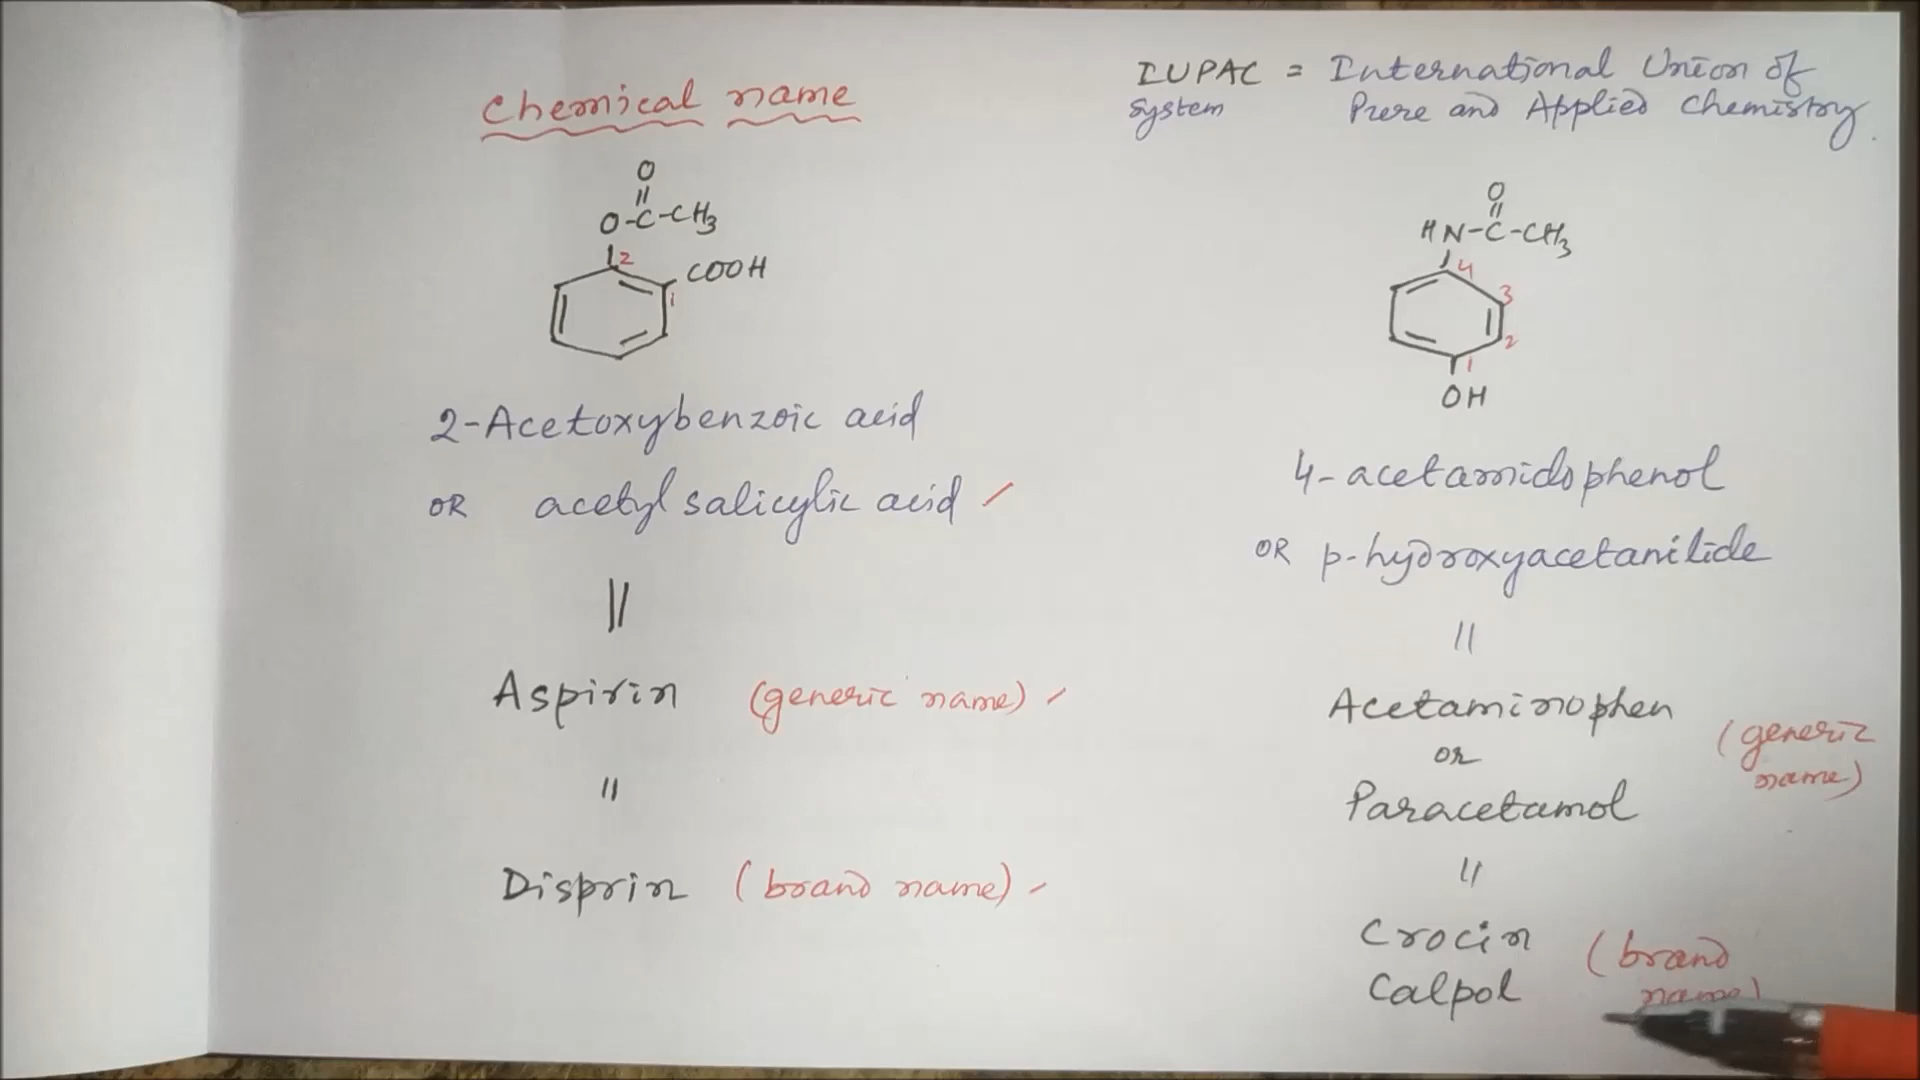 Chemical name
O
O-C-CH3
2
COOH
1
2-Acetoxybenzoic acid
OR acetyl salicylic acid
Aspirin (generic name)
Disprin (brand name)
IUPAC = International Union of
System Pure and Applied Chemistry.
O
HN-C-CH3
4
3
2
1
OH
4-acetamidophenol
OR p-hydroxyacetanilide
Acetaminophen
or
(generic
name)
Paracetamol
Crocin
Calpol
(brand
name)